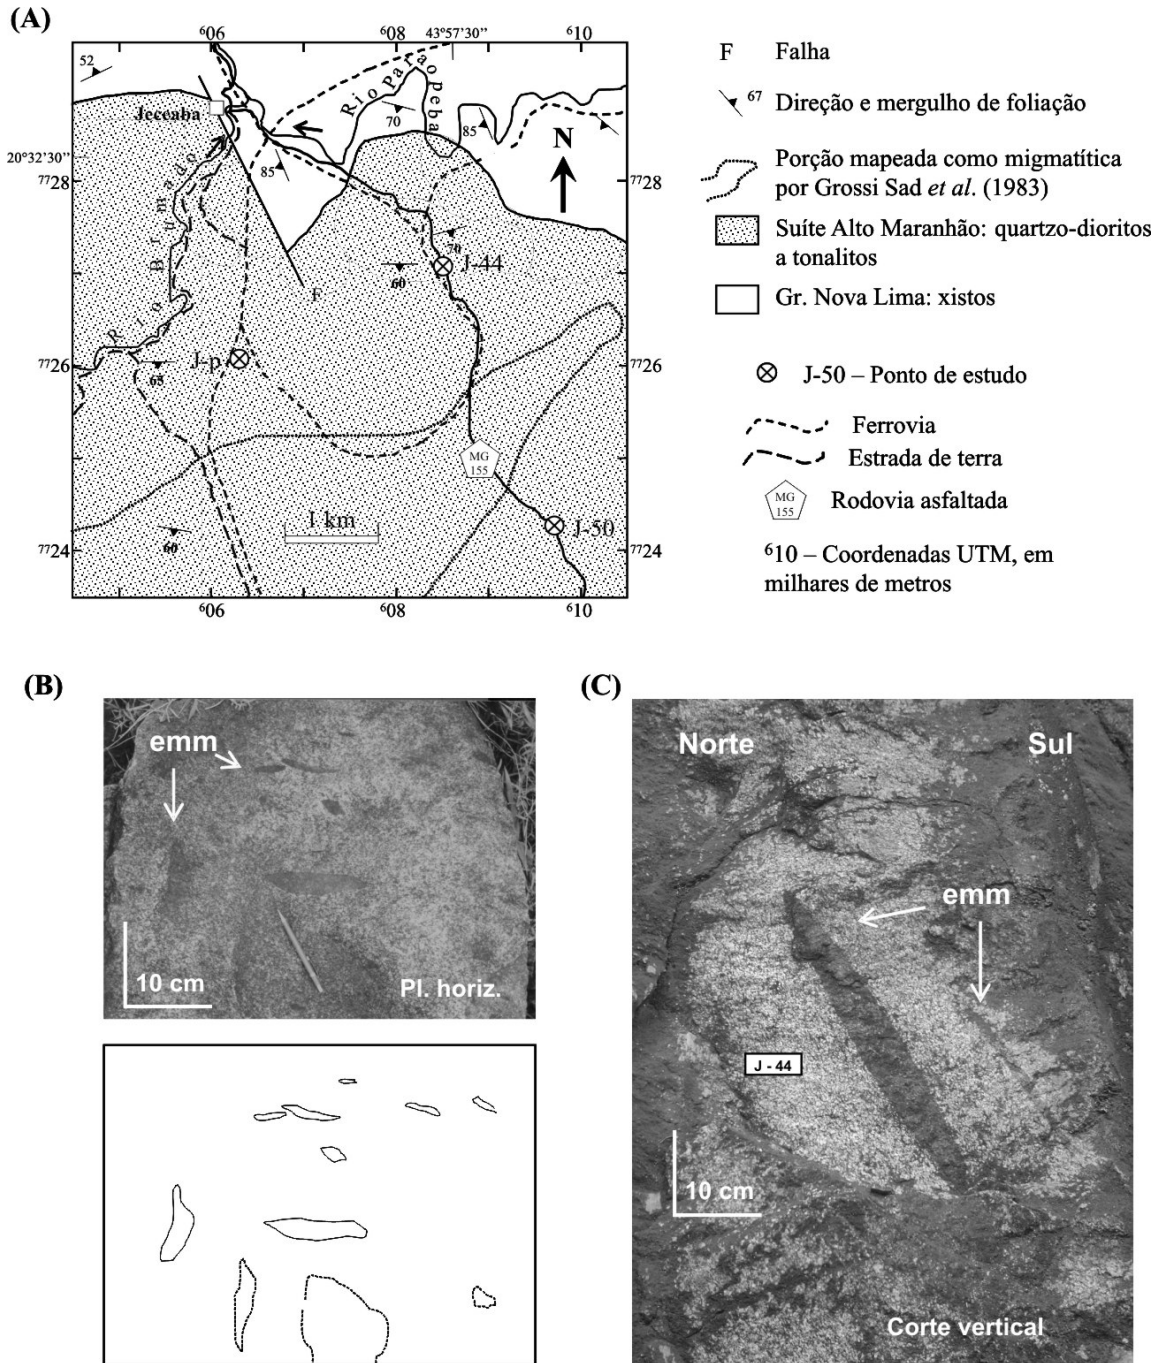 (A)
⁶06
⁶08
43°57'30''
⁶10
52
Rio Paraopeba
Jeceaba
70
85
N
20°32'30''
85
7728
Rio Brumado
70
J-44
60
F
7726
J-p
65
MG
155
1 km
J-50
60
7724
7728
7726
7724
⁶06
⁶08
⁶10
F Falha
67 Direção e mergulho de foliação
Porção mapeada como migmatítica
por Grossi Sad et al. (1983)
Suíte Alto Maranhão: quartzo-dioritos
a tonalitos
Gr. Nova Lima: xistos
J-50 – Ponto de estudo
Ferrovia
Estrada de terra
MG
155
Rodovia asfaltada
⁶10 – Coordenadas UTM, em
milhares de metros
(B)
emm
10 cm
Pl. horiz.
(C)
Norte
Sul
emm
J - 44
10 cm
Corte vertical